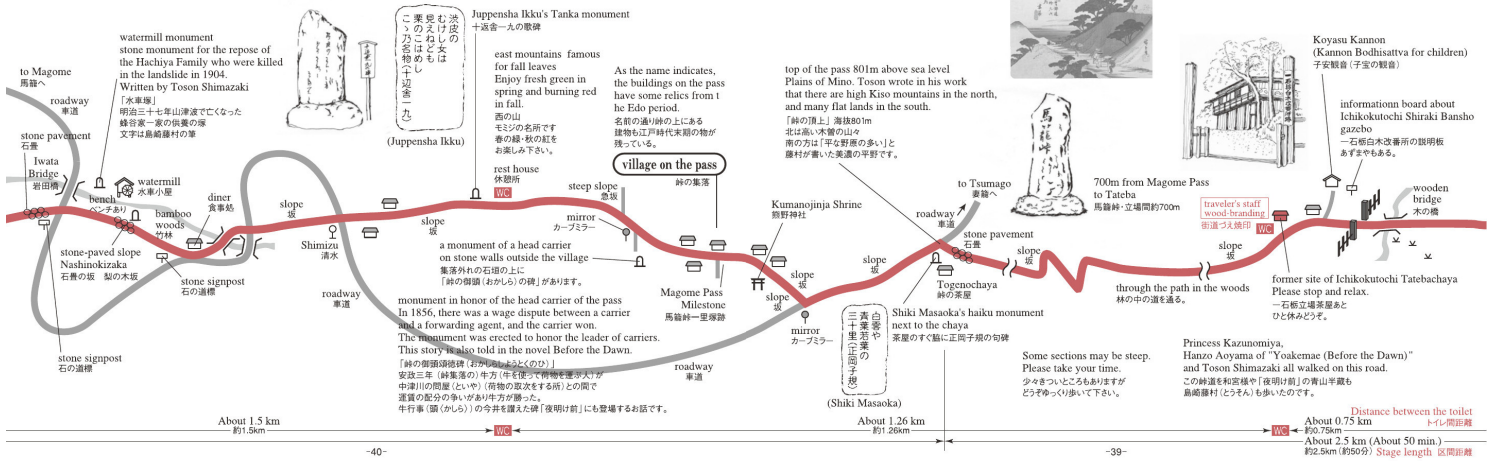 to Magome
馬籠へ
roadway
車道
stone pavement
石畳
Iwata
Bridge
岩田橋
watermill monument
stone monument for the repose of
the Hachiya Family who were killed
in the landslide in 1904.
Written by Toson Shimazaki
「水車塚」
明治三十七年山津波で亡くなった
蜂谷家一家の供養の塚
文字は島崎藤村の筆
watermill
水車小屋
bench
ベンチあり
bamboo
woods
竹林
diner
食事処
stone-paved slope
Nashinokizaka
石畳の坂 梨の木坂
stone signpost
石の道標
stone signpost
石の道標
slope
坂
Shimizu
清水
roadway
車道
渋皮の
むけし女は
見えねども
栗のこはめし
こゝ乃名物(十辺舎一九)
(Juppensha Ikku)
Juppensha Ikku's Tanka monument
十返舎一九の歌碑
slope
坂
east mountains famous
for fall leaves
Enjoy fresh green in
spring and burning red
in fall.
西の山
モミジの名所です
春の緑・秋の紅を
お楽しみ下さい。
rest house
休憩所
WC
As the name indicates,
the buildings on the pass
have some relics from t
he Edo period.
名前の通り峠の上にある
建物も江戸時代末期の物が
残っている。
village on the pass
峠の集落
steep slope
急坂
mirror
カーブミラー
a monument of a head carrier
on stone walls outside the village
集落外れの石垣の上に
「峠の御頭(おかしら)の碑」があります。
monument in honor of the head carrier of the pass
In 1856, there was a wage dispute between a carrier
and a forwarding agent, and the carrier won.
The monument was erected to honor the leader of carriers.
This story is also told in the novel Before the Dawn.
「峠の御頭頌徳碑(おかしらしょうとくのひ)」
安政三年(峠集落の)牛方(牛を使って荷物を運ぶ人)が
中津川の問屋(といや)(荷物の取次をする所)との間で
運賃の配分の争いがあり牛方が勝った。
牛行事(頭(かしら))の今井を讃えた碑「夜明け前」にも登場するお話です。
Magome Pass
Milestone
馬籠峠一里塚跡
slope
坂
Kumanojinja Shrine
熊野神社
slope
坂
slope
坂
mirror
カーブミラー
roadway
車道
top of the pass 801m above sea level
Plains of Mino. Toson wrote in his work
that there are high Kiso mountains in the north,
and many flat lands in the south.
「峠の頂上」海抜801m
北は高い木曽の山々
南の方は「平な野原の多い」と
藤村が書いた美濃の平野です。
slope
坂
白雲や
青葉若葉の
三十里(正岡子規)
(Shiki Masaoka)
to Tsumago
妻籠へ
roadway
車道
stone pavement
石畳
Togenochaya
峠の茶屋
Shiki Masaoka's haiku monument
next to the chaya
茶屋のすぐ脇に正岡子規の句碑
馬籠峠
700m from Magome Pass
to Tateba
馬籠峠・立場間約700m
slope
坂
Some sections may be steep.
Please take your time.
少々きついところもありますが
どうぞゆっくり歩いて下さい。
through the path in the woods
林の中の道を通る。
slope
坂
traveler's staff
wood-branding
街道づえ焼印
WC
Koyasu Kannon
(Kannon Bodhisattva for children)
子安観音(子宝の観音)
informationn board about
Ichikokutochi Shiraki Bansho
gazebo
一石栃白木改番所の説明板
あずまやもある。
wooden
bridge
木の橋
former site of Ichikokutochi Tatebachaya
Please stop and relax.
一石栃立場茶屋あと
ひと休みどうぞ。
Princess Kazunomiya,
Hanzo Aoyama of "Yoakemae (Before the Dawn)"
and Toson Shimazaki all walked on this road.
この峠道を和宮様や「夜明け前」の青山半蔵も
島崎藤村(とうそん)も歩いたのです。
About 1.5 km
約1.5km
WC
About 1.26 km
約1.26km
WC
Distance between the toilet
トイレ間距離
About 0.75 km
約0.75km
About 2.5 km (About 50 min.)
約2.5km(約50分)
Stage length 区間距離
-40-
-39-